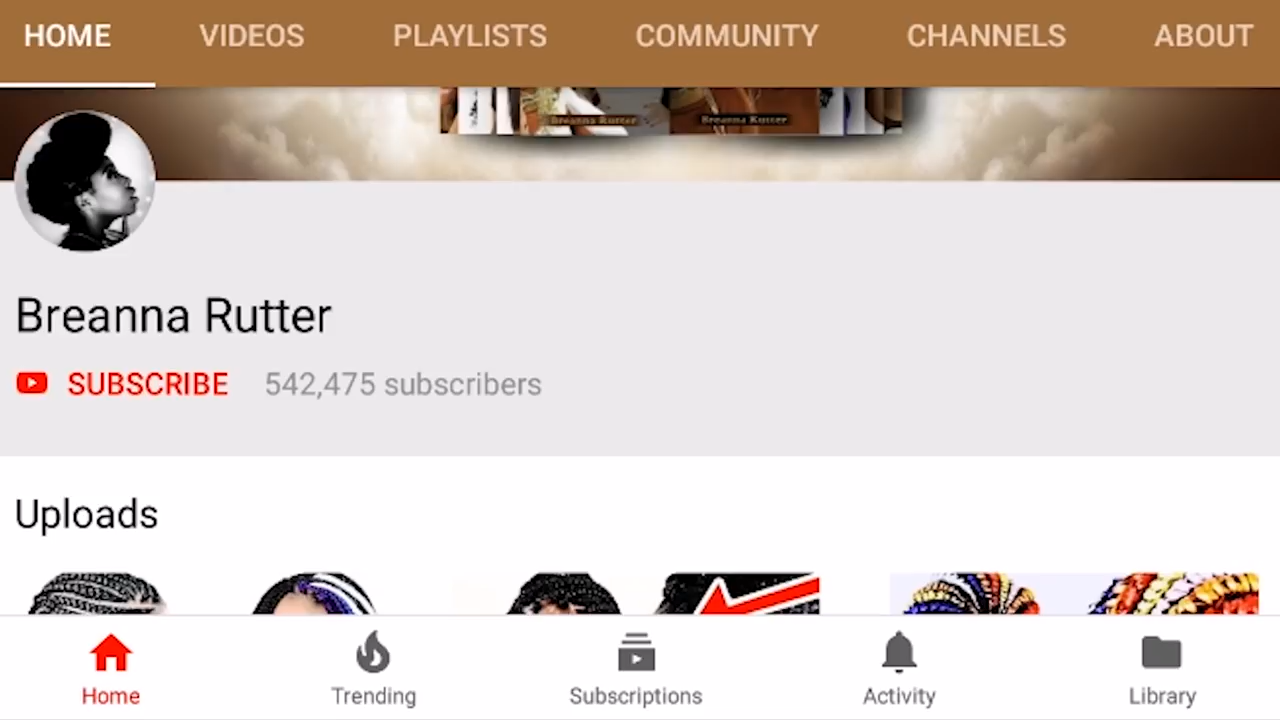 HOME VIDEOS PLAYLISTS COMMUNITY CHANNELS ABOUT
Breanna Rutter Breanna Rutter
Breanna Rutter
SUBSCRIBE 542,475 subscribers
Uploads
Home Trending Subscriptions Activity Library